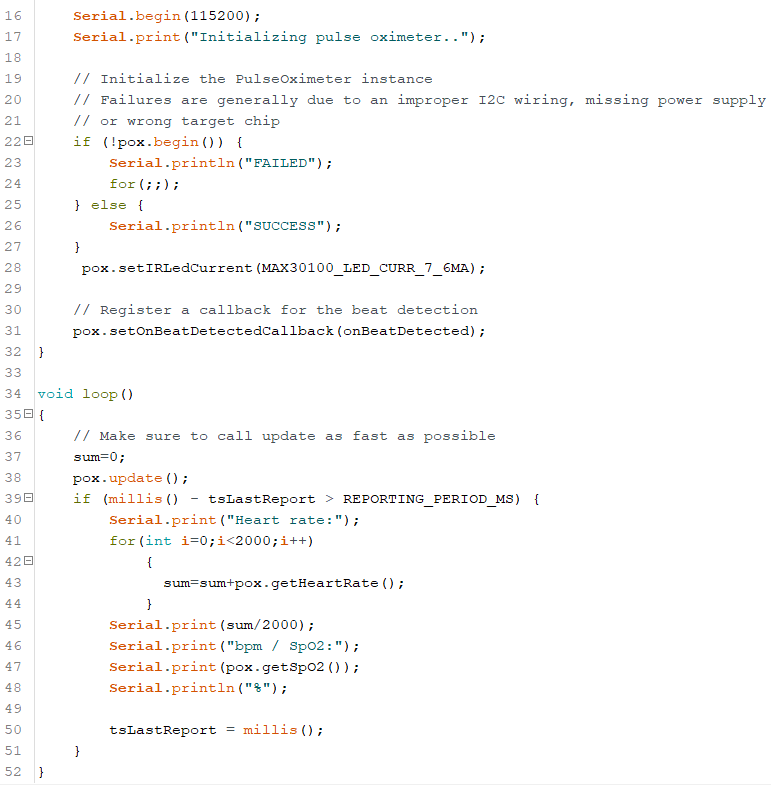 16 Serial.begin(115200);
17 Serial.print("Initializing pulse oximeter..");
18
19 // Initialize the PulseOximeter instance
20 // Failures are generally due to an improper I2C wiring, missing power supply
21 // or wrong target chip
22 if (!pox.begin()) {
23 Serial.println("FAILED");
24 for(;;);
25 } else {
26 Serial.println("SUCCESS");
27 }
28 pox.setIRLedCurrent(MAX30100_LED_CURR_7_6MA);
29
30 // Register a callback for the beat detection
31 pox.setOnBeatDetectedCallback(onBeatDetected);
32 }
33
34 void loop()
35 {
36 // Make sure to call update as fast as possible
37 sum=0;
38 pox.update();
39 if (millis() - tsLastReport > REPORTING_PERIOD_MS) {
40 Serial.print("Heart rate:");
41 for(int i=0;i<2000;i++)
42 {
43 sum=sum+pox.getHeartRate();
44 }
45 Serial.print(sum/2000);
46 Serial.print("bpm / SpO2:");
47 Serial.print(pox.getSpO2());
48 Serial.println("%");
49
50 tsLastReport = millis();
51 }
52 }